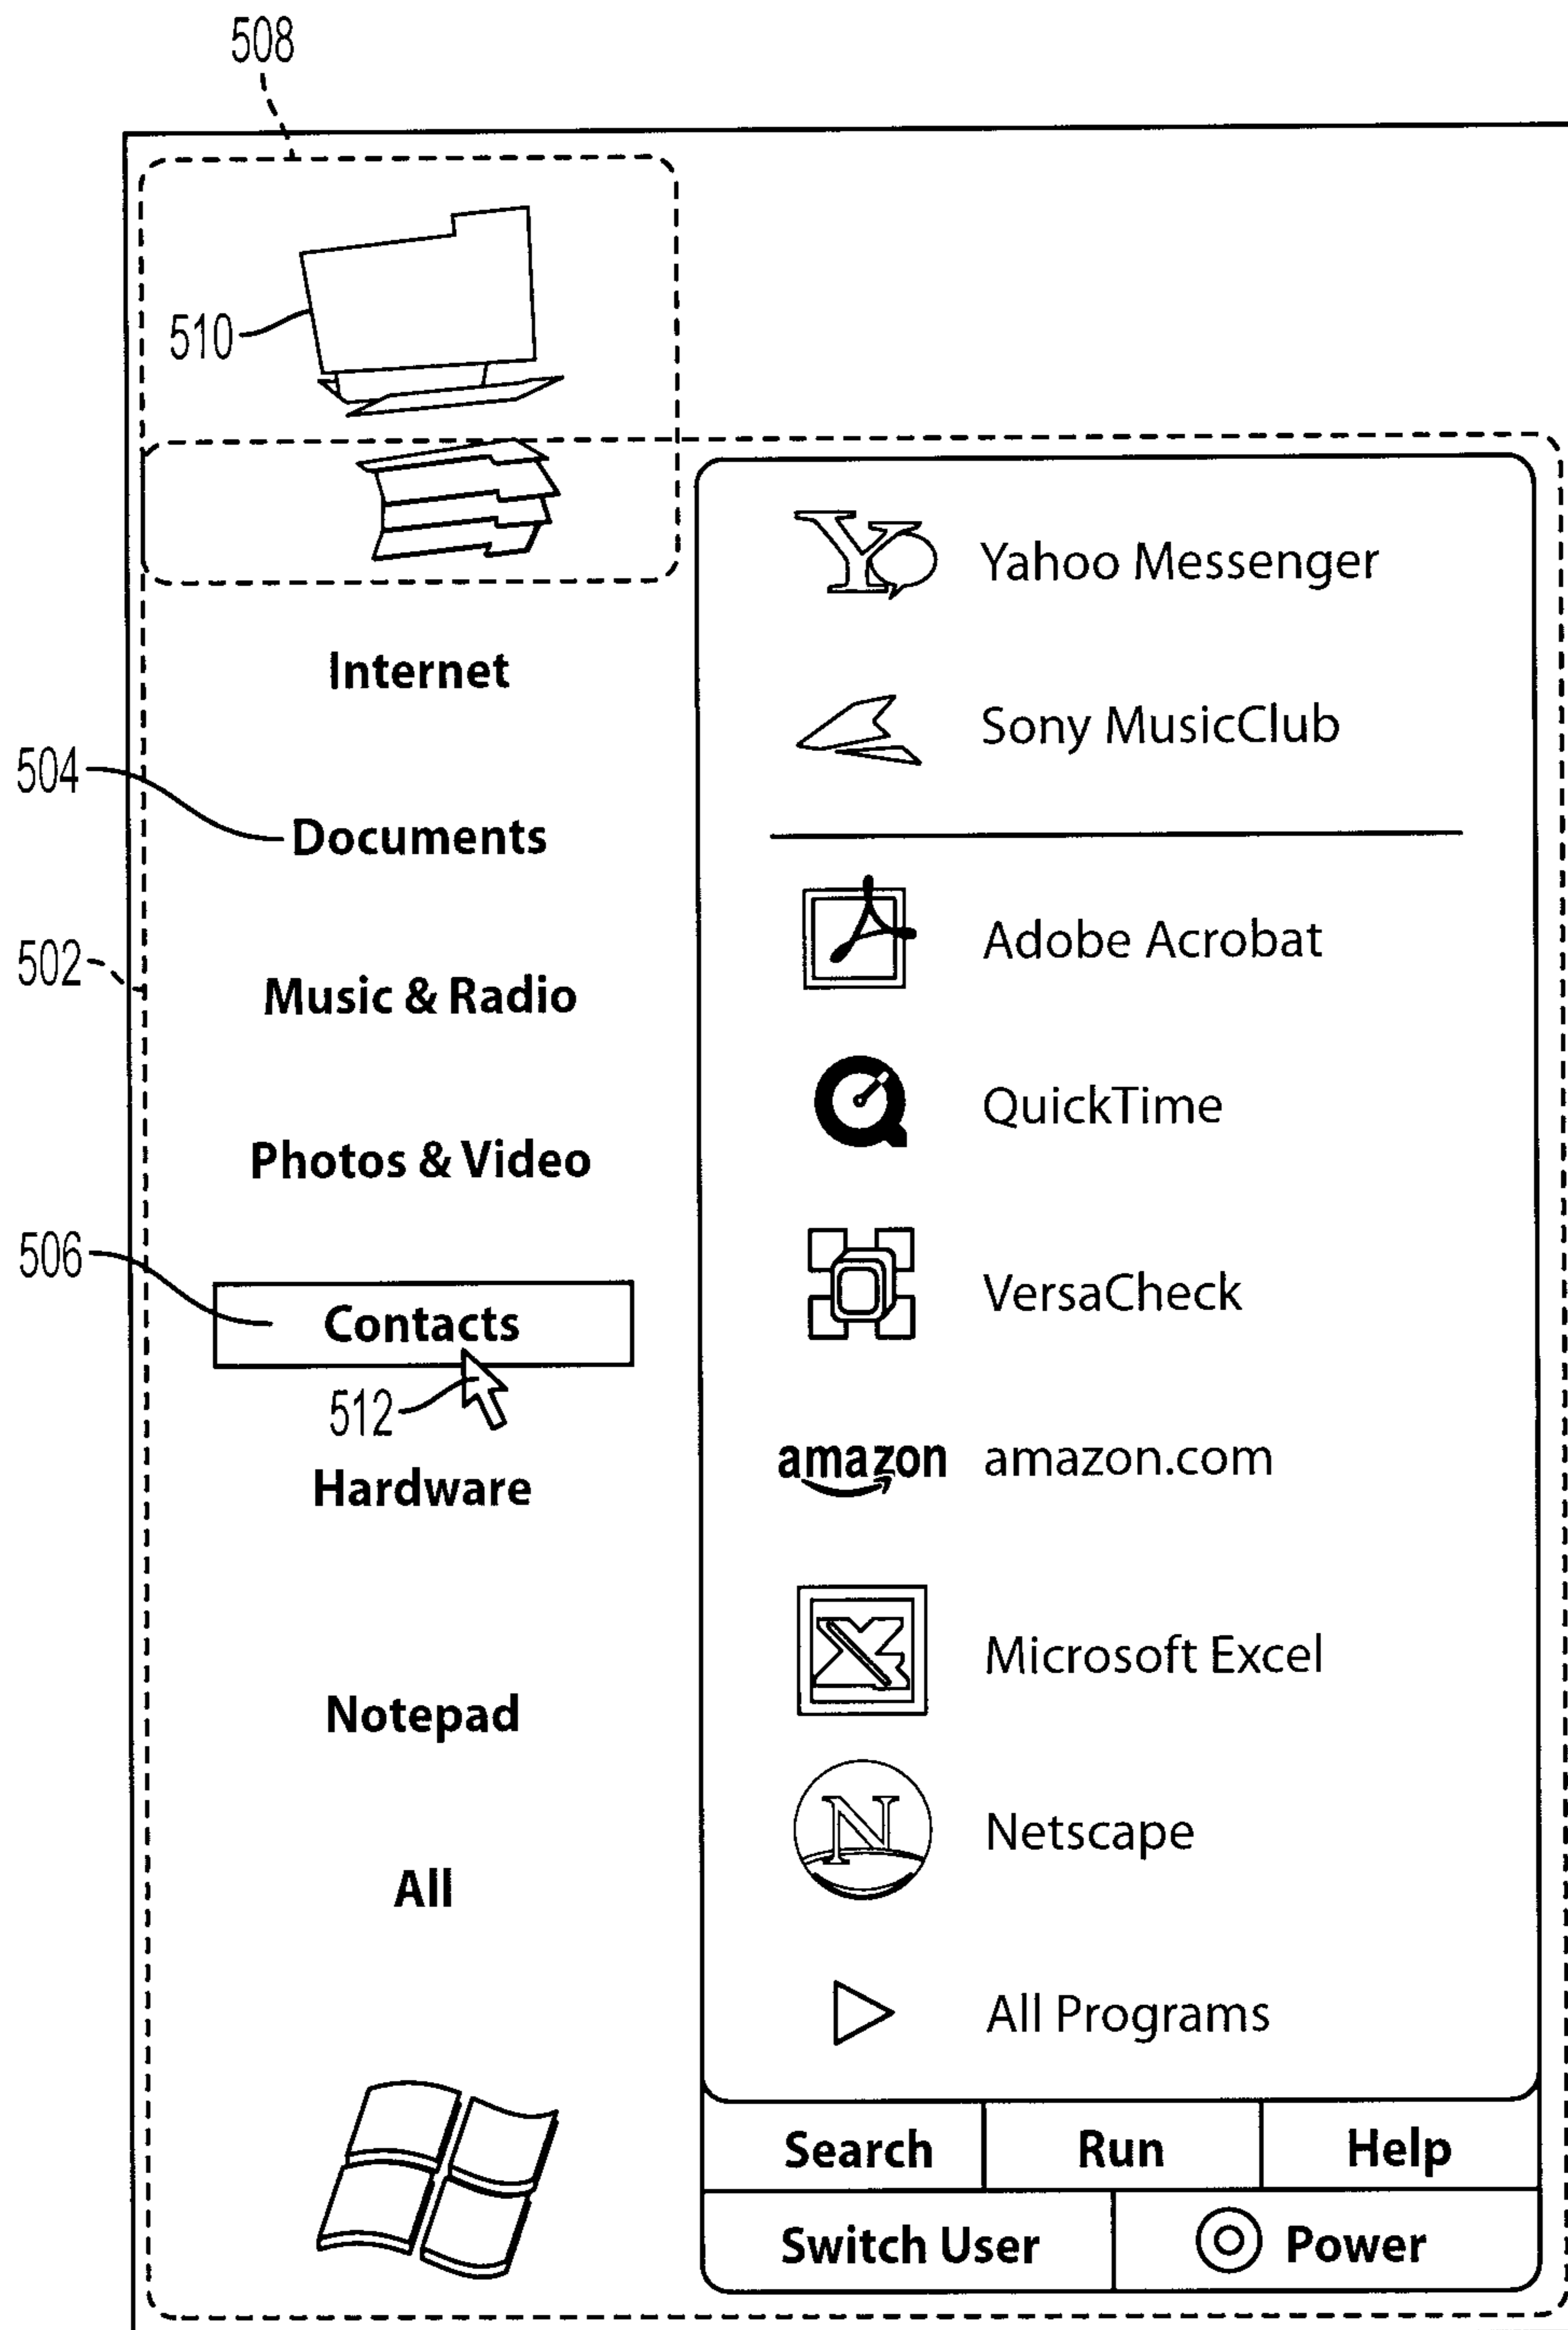 508
510
Internet
504
Documents
502
Music & Radio
Photos & Video
506
Contacts
512
Hardware
Notepad
All
Y Yahoo Messenger
Sony MusicClub
Adobe Acrobat
QuickTime
VersaCheck
amazon amazon.com
Microsoft Excel
N Netscape
All Programs
Search Run Help
Switch User Power